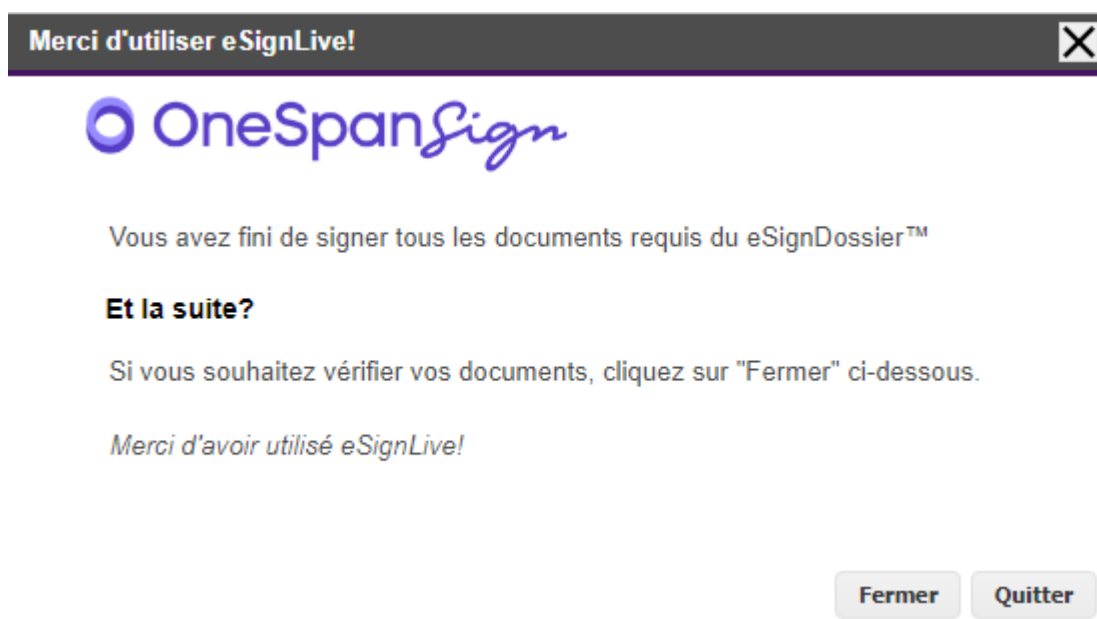 Merci d'utiliser eSignLive!
OneSpanSign
Vous avez fini de signer tous les documents requis du eSignDossier™
Et la suite?
Si vous souhaitez vérifier vos documents, cliquez sur "Fermer" ci-dessous.
Merci d'avoir utilisé eSignLive!
Fermer Quitter